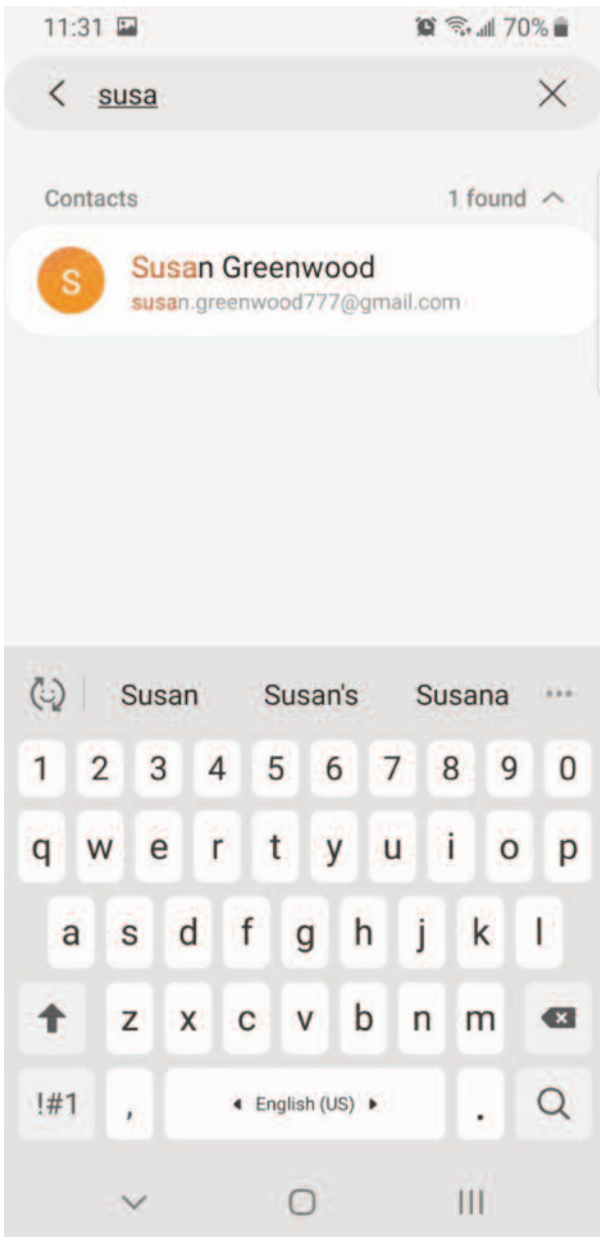 11:31 70%
susa
Contacts 1 found
S
Susan Greenwood
susan.greenwood777@gmail.com
Susan Susan's Susana
1 2 3 4 5 6 7 8 9 0
q w e r t y u i o p
a s d f g h j k l
z x c v b n m
!#1 , English (US) .